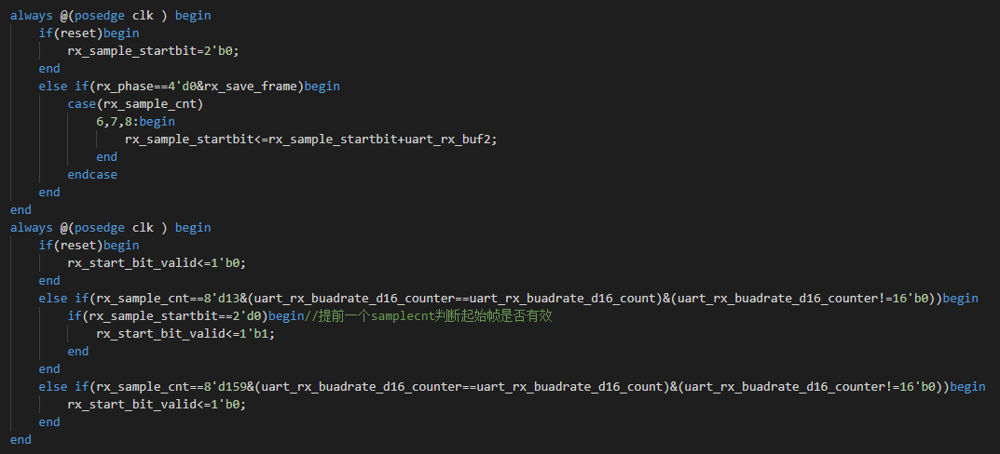 always @(posedge clk ) begin
    if(reset)begin
        rx_sample_startbit=2'b0;
    end
    else if(rx_phase==4'd0&rx_save_frame)begin
        case(rx_sample_cnt)
            6,7,8:begin
                rx_sample_startbit<=rx_sample_startbit+uart_rx_buf2;
            end
        endcase
    end
end
always @(posedge clk ) begin
    if(reset)begin
        rx_start_bit_valid<=1'b0;
    end
    else if(rx_sample_cnt==8'd13&(uart_rx_buadrate_d16_counter==uart_rx_buadrate_d16_count)&(uart_rx_buadrate_d16_counter!=16'b0))begin
        if(rx_sample_startbit==2'd0)begin//提前一个samplecnt判断起始帧是否有效
            rx_start_bit_valid<=1'b1;
        end
    end
    else if(rx_sample_cnt==8'd159&(uart_rx_buadrate_d16_counter==uart_rx_buadrate_d16_count)&(uart_rx_buadrate_d16_counter!=16'b0))begin
        rx_start_bit_valid<=1'b0;
    end
end